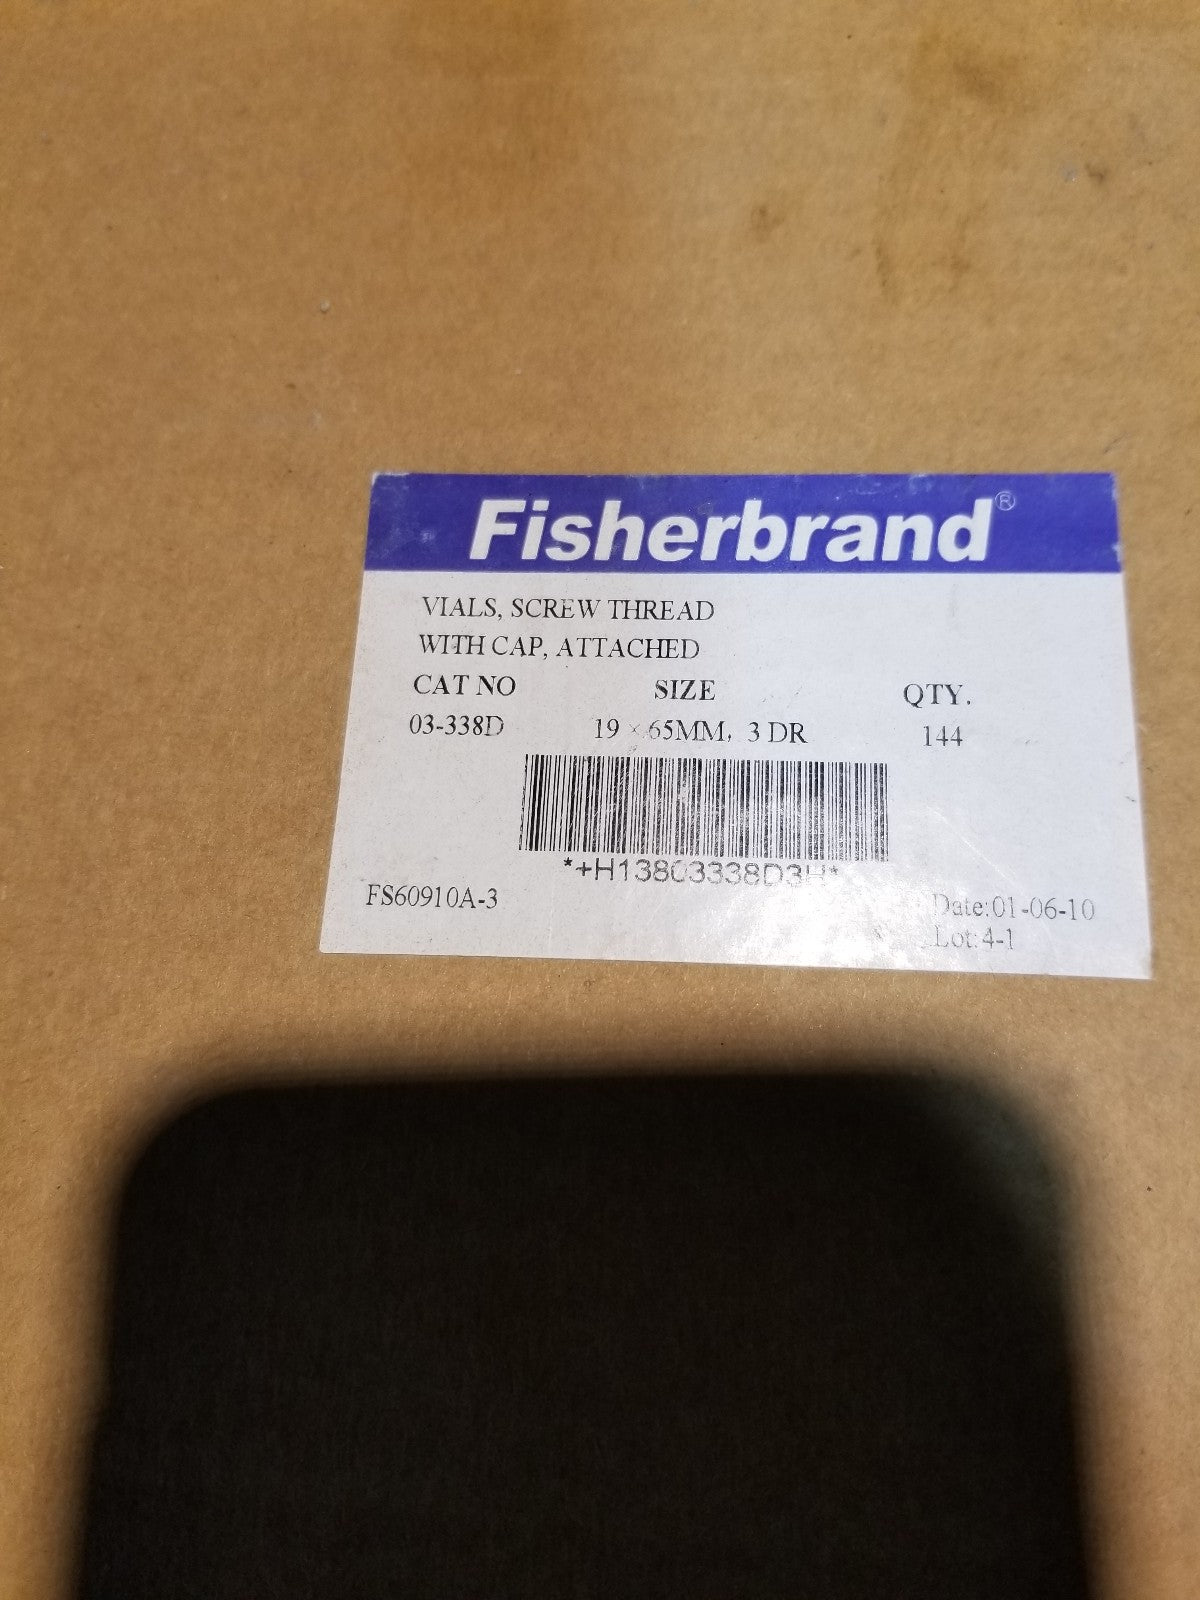 Fisherbrand®
VIALS, SCREW THREAD
WITH CAP, ATTACHED
CAT NO SIZE QTY.
03-338D 19 × 65MM, 3 DR 144
*+H13803338D3H*
FS60910A-3
Date:01-06-10
Lot:4-1